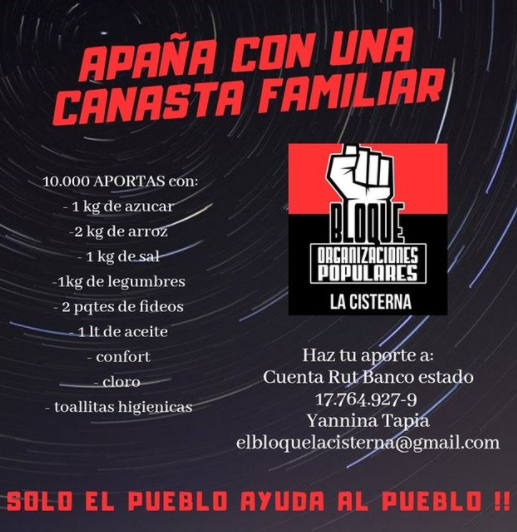 APAÑA CON UNA
CANASTA FAMILIAR
10.000 APORTAS con:
- 1 kg de azucar
-2 kg de arroz
- 1 kg de sal
-1kg de legumbres
- 2 pqtes de fideos
- 1 lt de aceite
- confort
- cloro
- toallitas higienicas
BLOQUE
ORGANIZACIONES
POPULARES
LA CISTERNA
Haz tu aporte a:
Cuenta Rut Banco estado
17.764.927-9
Yannina Tapia
elbloquelacisterna@gmail.com
SOLO EL PUEBLO AYUDA AL PUEBLO !!